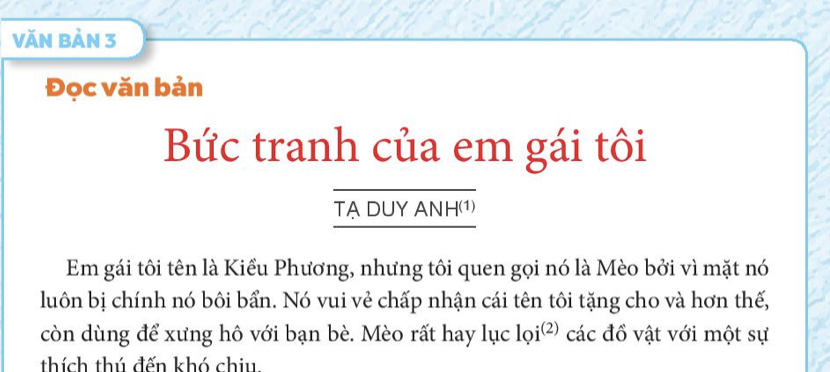 VĂN BẢN 3
Đọc văn bản
Bức tranh của em gái tôi
TẠ DUY ANH(1)
Em gái tôi tên là Kiều Phương, nhưng tôi quen gọi nó là Mèo bởi vì mặt nó
luôn bị chính nó bôi bẩn. Nó vui vẻ chấp nhận cái tên tôi tặng cho và hơn thế,
còn dùng để xưng hô với bạn bè. Mèo rất hay lục lọi(2) các đồ vật với một sự
thích thú đến khó chịu.